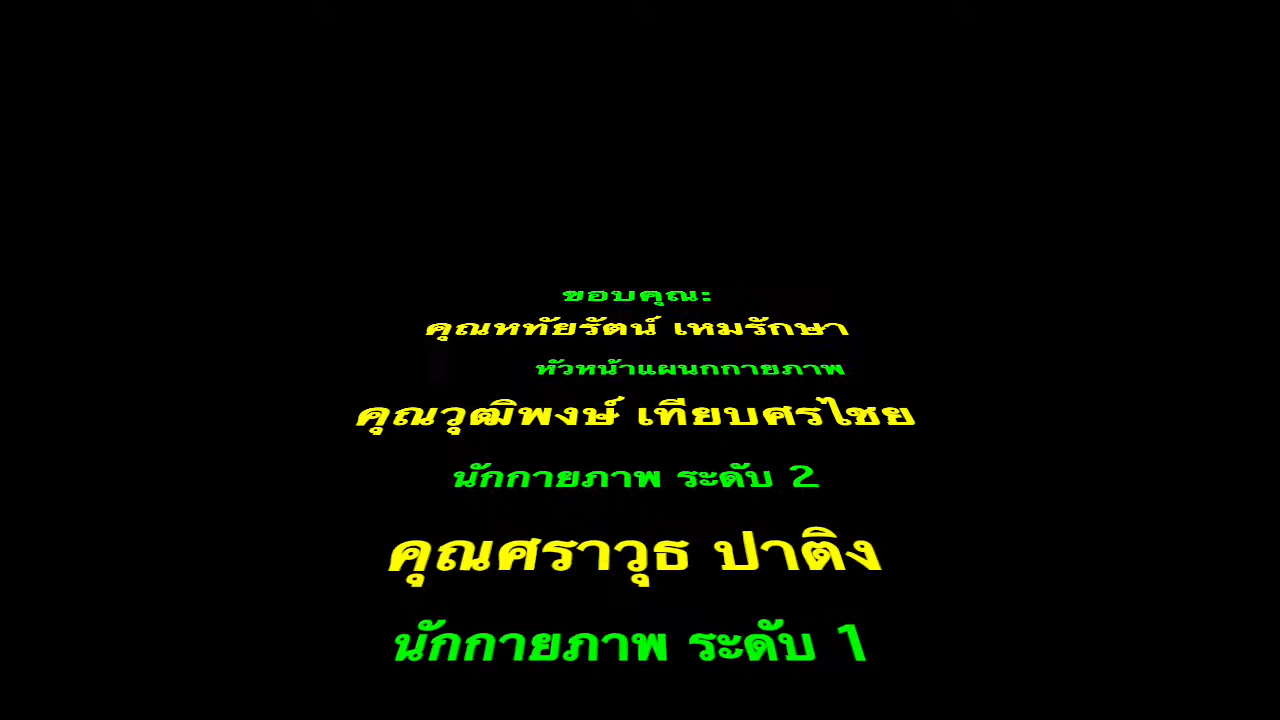 ขอบคุณ:
คุณหทัยรัตน์ เหมรักษา
หัวหน้าแผนกกายภาพ
คุณวุฒิพงษ์ เทียบศรไชย
นักกายภาพ ระดับ 2
คุณศราวุธ ปาติง
นักกายภาพ ระดับ 1